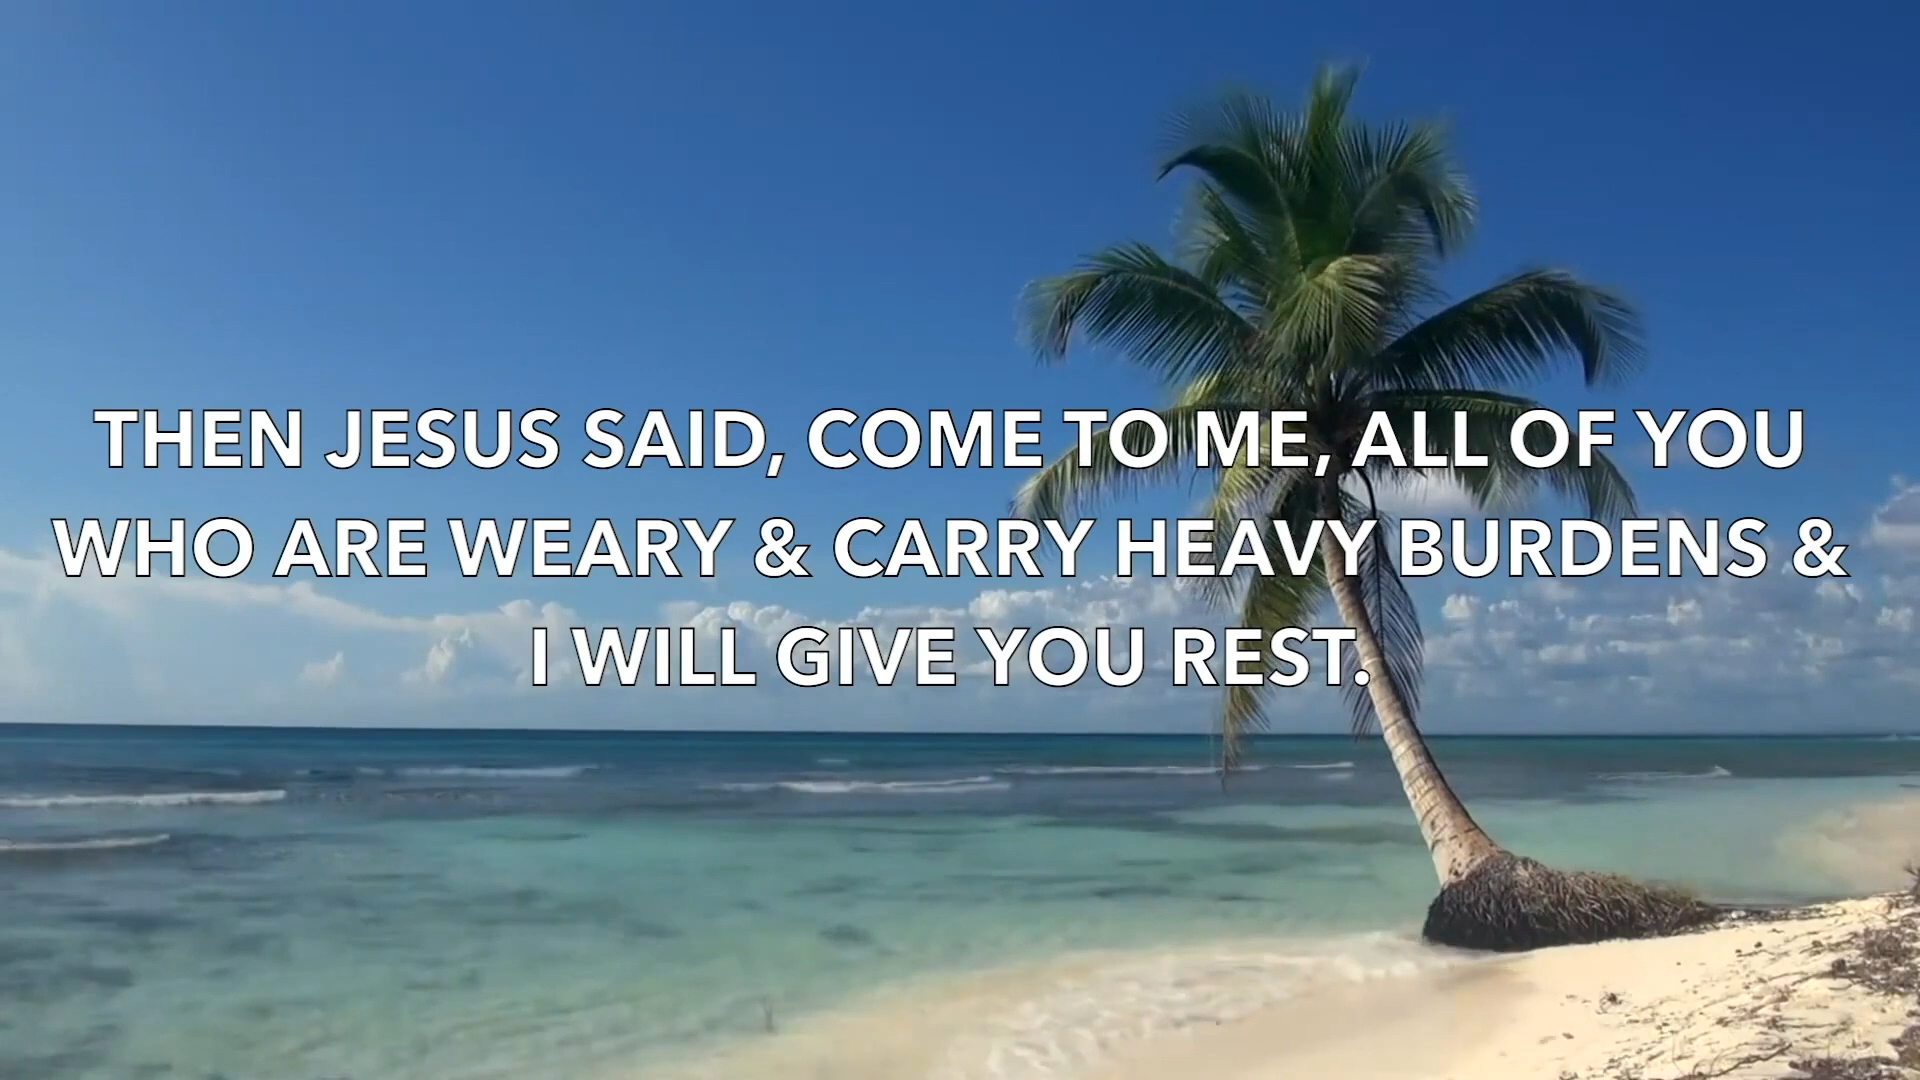 THEN JESUS SAID, COME TO ME, ALL OF YOU
WHO ARE WEARY & CARRY HEAVY BURDENS &
I WILL GIVE YOU REST.